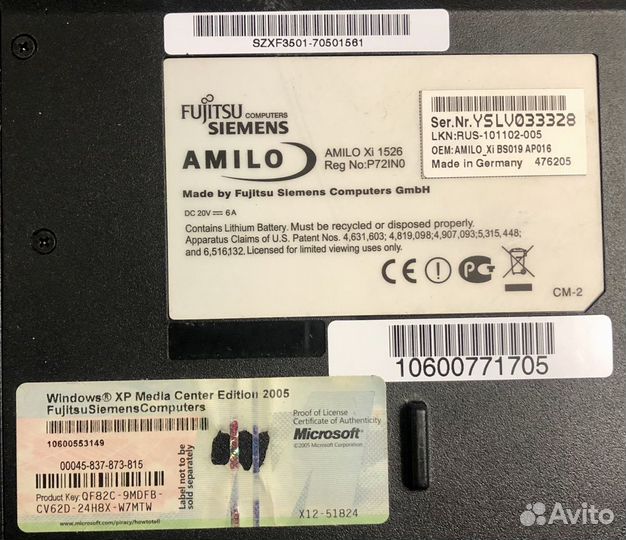 SZXF3501-70501561
FUJITSU COMPUTERS
SIEMENS
AMILO
AMILO Xi 1526
Reg No:P72IN0
Ser.Nr.YSLV033328
LKN:RUS-101102-005
OEM:AMILO_Xi BS019 AP016
Made in Germany 476205
Made by Fujitsu Siemens Computers GmbH
DC 20V 6A
Contains Lithium Battery. Must be recycled or disposed properly.
Apparatus Claims of U.S. Patent Nos. 4,631,603; 4,819,098;4,907,093;5,315,448;
and 6,516,132. Licensed for limited viewing uses only.
CE
PG
CM-2
10600771705
Windows® XP Media Center Edition 2005
FujitsuSiemensComputers
10600553149
00045-837-873-815
Product Key: QF82C-9MDFB-
CV62D-24H8X-W7MTW
www.microsoft.com/piracy/howtotell
Label not to be
sold separately
Proof of License
Certificate of Authenticity
Microsoft®
©2005 Microsoft Corporation
X12-51824
Avito